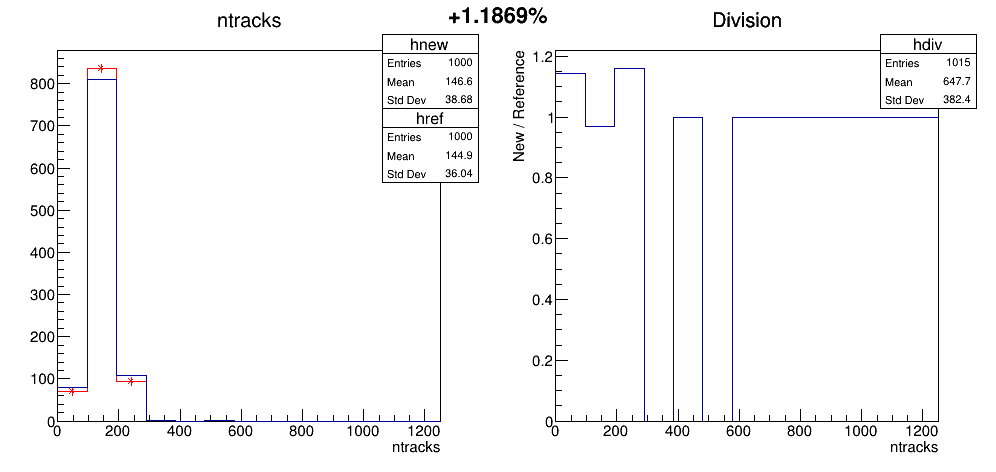 +1.1869%
ntracks
hnew
Entries 1000
Mean 146.6
Std Dev 38.68
href
Entries 1000
Mean 144.9
Std Dev 36.04
800
700
600
500
400
300
200
100
0
0 200 400 600 800 1000 1200
ntracks
Division
hdiv
Entries 1015
Mean 647.7
Std Dev 382.4
New / Reference
1.2
1
0.8
0.6
0.4
0.2
0
0 200 400 600 800 1000 1200
ntracks